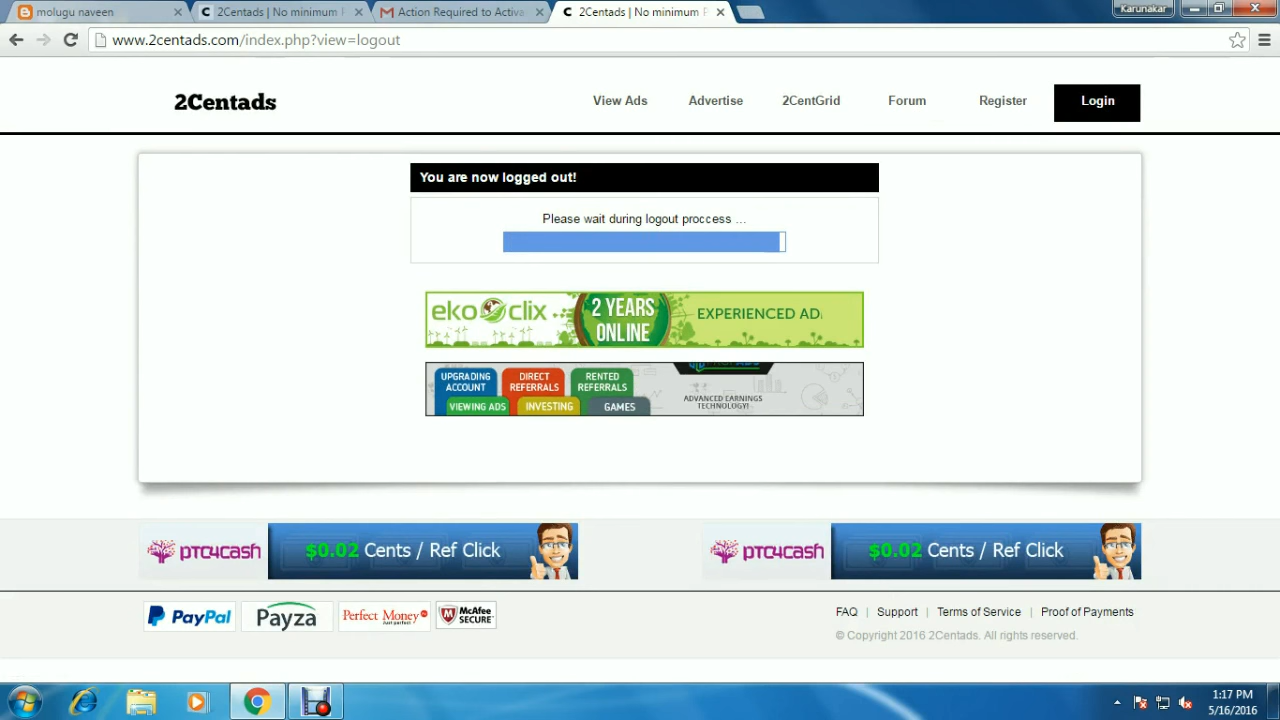 molugu naveen
2Centads | No minimum P
Action Required to Activa
2Centads | No minimum P
Karunakar
www.2centads.com/index.php?view=logout
2Centads
View Ads
Advertise
2CentGrid
Forum
Register
Login
You are now logged out!
Please wait during logout proccess ...
eko clix
2 YEARS
ONLINE
EXPERIENCED AD
UPGRADING
ACCOUNT
DIRECT
REFERRALS
RENTED
REFERRALS
VIEWING ADS
INVESTING
GAMES
ADVANCED EARNINGS
TECHNOLOGY!
ptc4cash
$0.02 Cents / Ref Click
ptc4cash
$0.02 Cents / Ref Click
PayPal
Payza
Perfect Money
Just perfect
McAfee
SECURE
FAQ | Support | Terms of Service | Proof of Payments
© Copyright 2016 2Centads. All rights reserved.
1:17 PM
5/16/2016